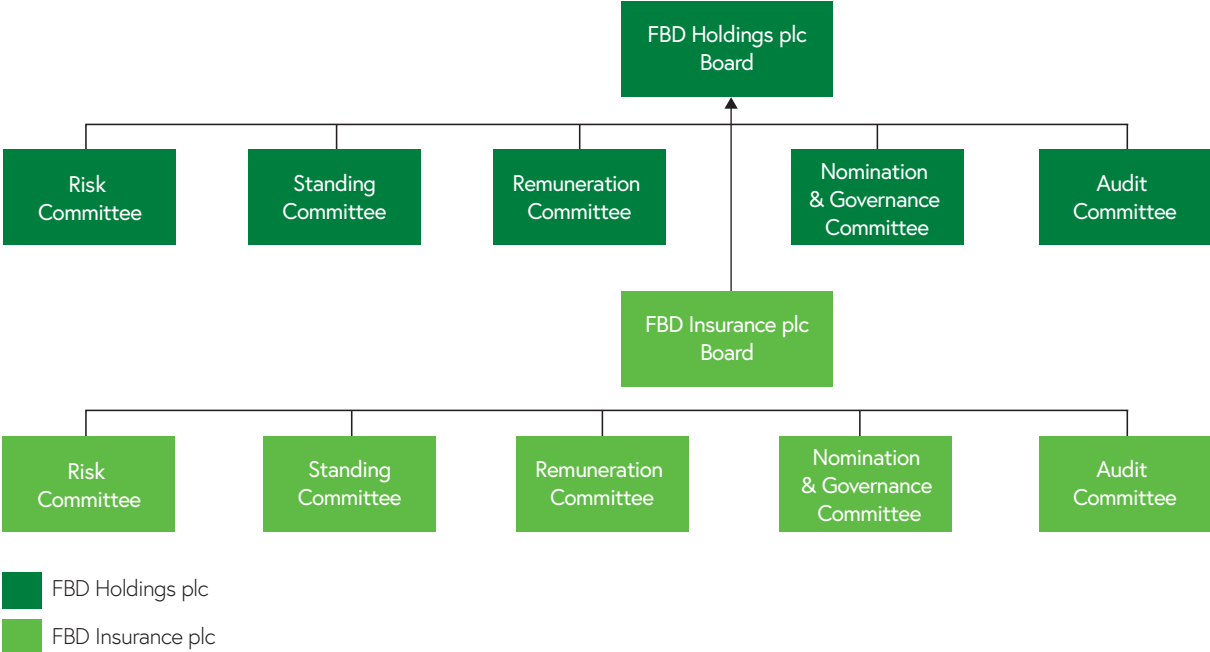 FBD Holdings plc
Board
Risk
Committee
Standing
Committee
Remuneration
Committee
Nomination
& Governance
Committee
Audit
Committee
FBD Insurance plc
Board
Risk
Committee
Standing
Committee
Remuneration
Committee
Nomination
& Governance
Committee
Audit
Committee
FBD Holdings plc
FBD Insurance plc